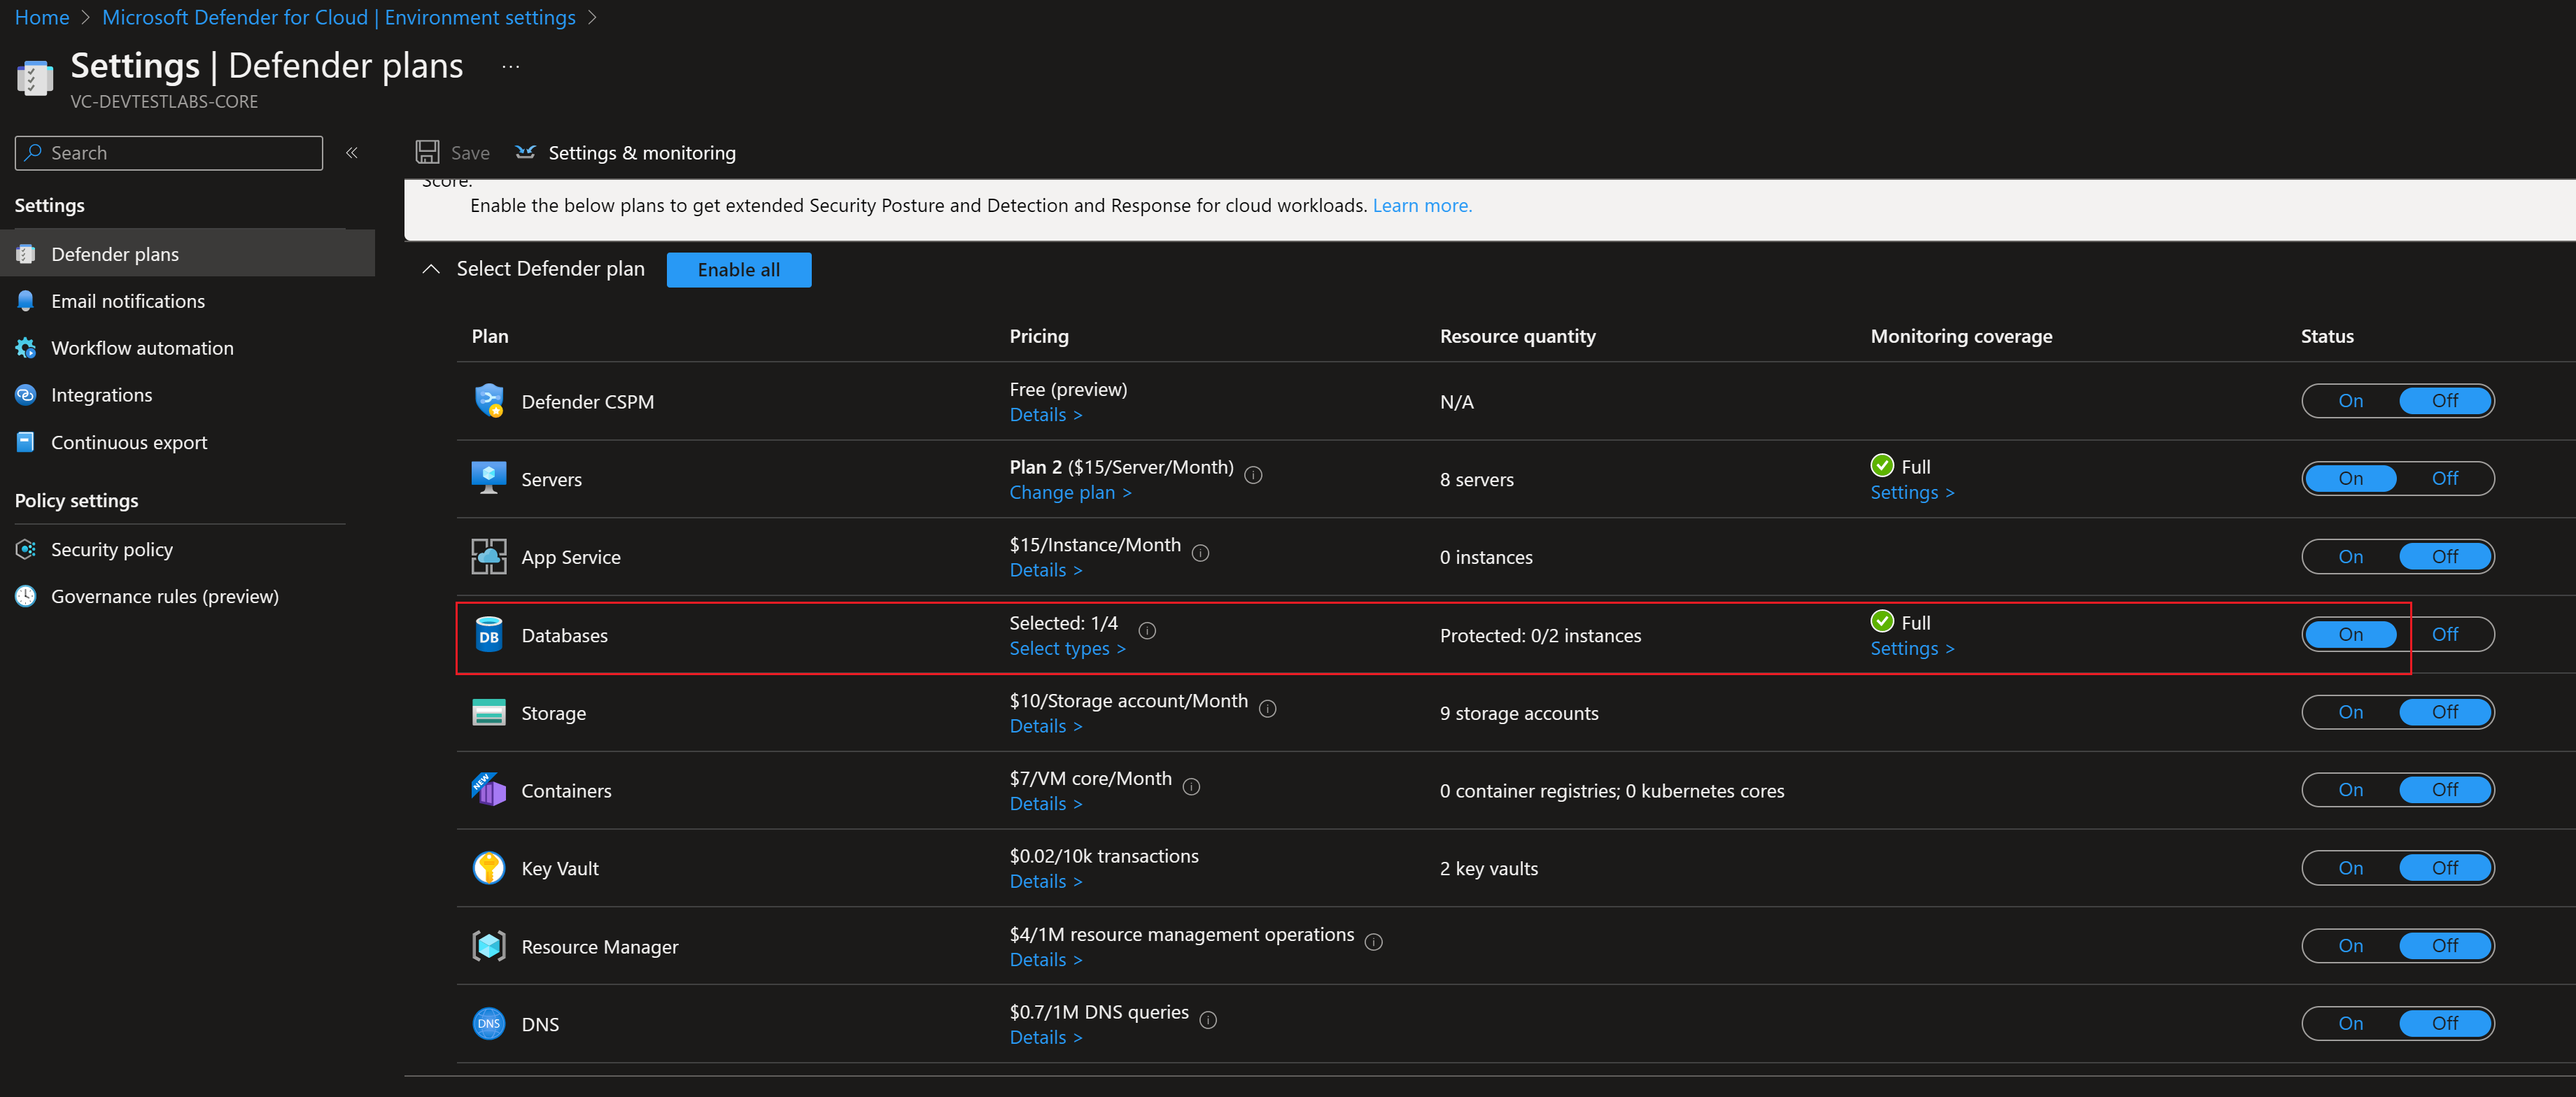 Home > Microsoft Defender for Cloud | Environment settings >
Settings | Defender plans ...
VC-DEVTESTLABS-CORE
Search «
Settings
Defender plans
Email notifications
Workflow automation
Integrations
Continuous export
Policy settings
Security policy
Governance rules (preview)
Save Settings & monitoring
Score.
Enable the below plans to get extended Security Posture and Detection and Response for cloud workloads. Learn more.
Select Defender plan Enable all
Plan Pricing Resource quantity Monitoring coverage Status
Defender CSPM Free (preview) N/A On Off
Details >
Servers Plan 2 ($15/Server/Month) 8 servers Full On Off
Change plan > Settings >
App Service $15/Instance/Month 0 instances On Off
Details >
DB Databases Selected: 1/4 Protected: 0/2 instances Full On Off
Select types > Settings >
Storage $10/Storage account/Month 9 storage accounts On Off
Details >
NEW Containers $7/VM core/Month 0 container registries; 0 kubernetes cores On Off
Details >
Key Vault $0.02/10k transactions 2 key vaults On Off
Details >
Resource Manager $4/1M resource management operations On Off
Details >
DNS DNS $0.7/1M DNS queries On Off
Details >